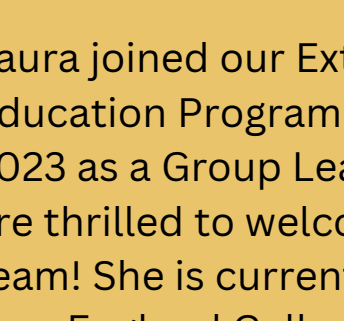 aura joined our Ext
ducation Program
023 as a Group Lea
re thrilled to welco
eam! She is current